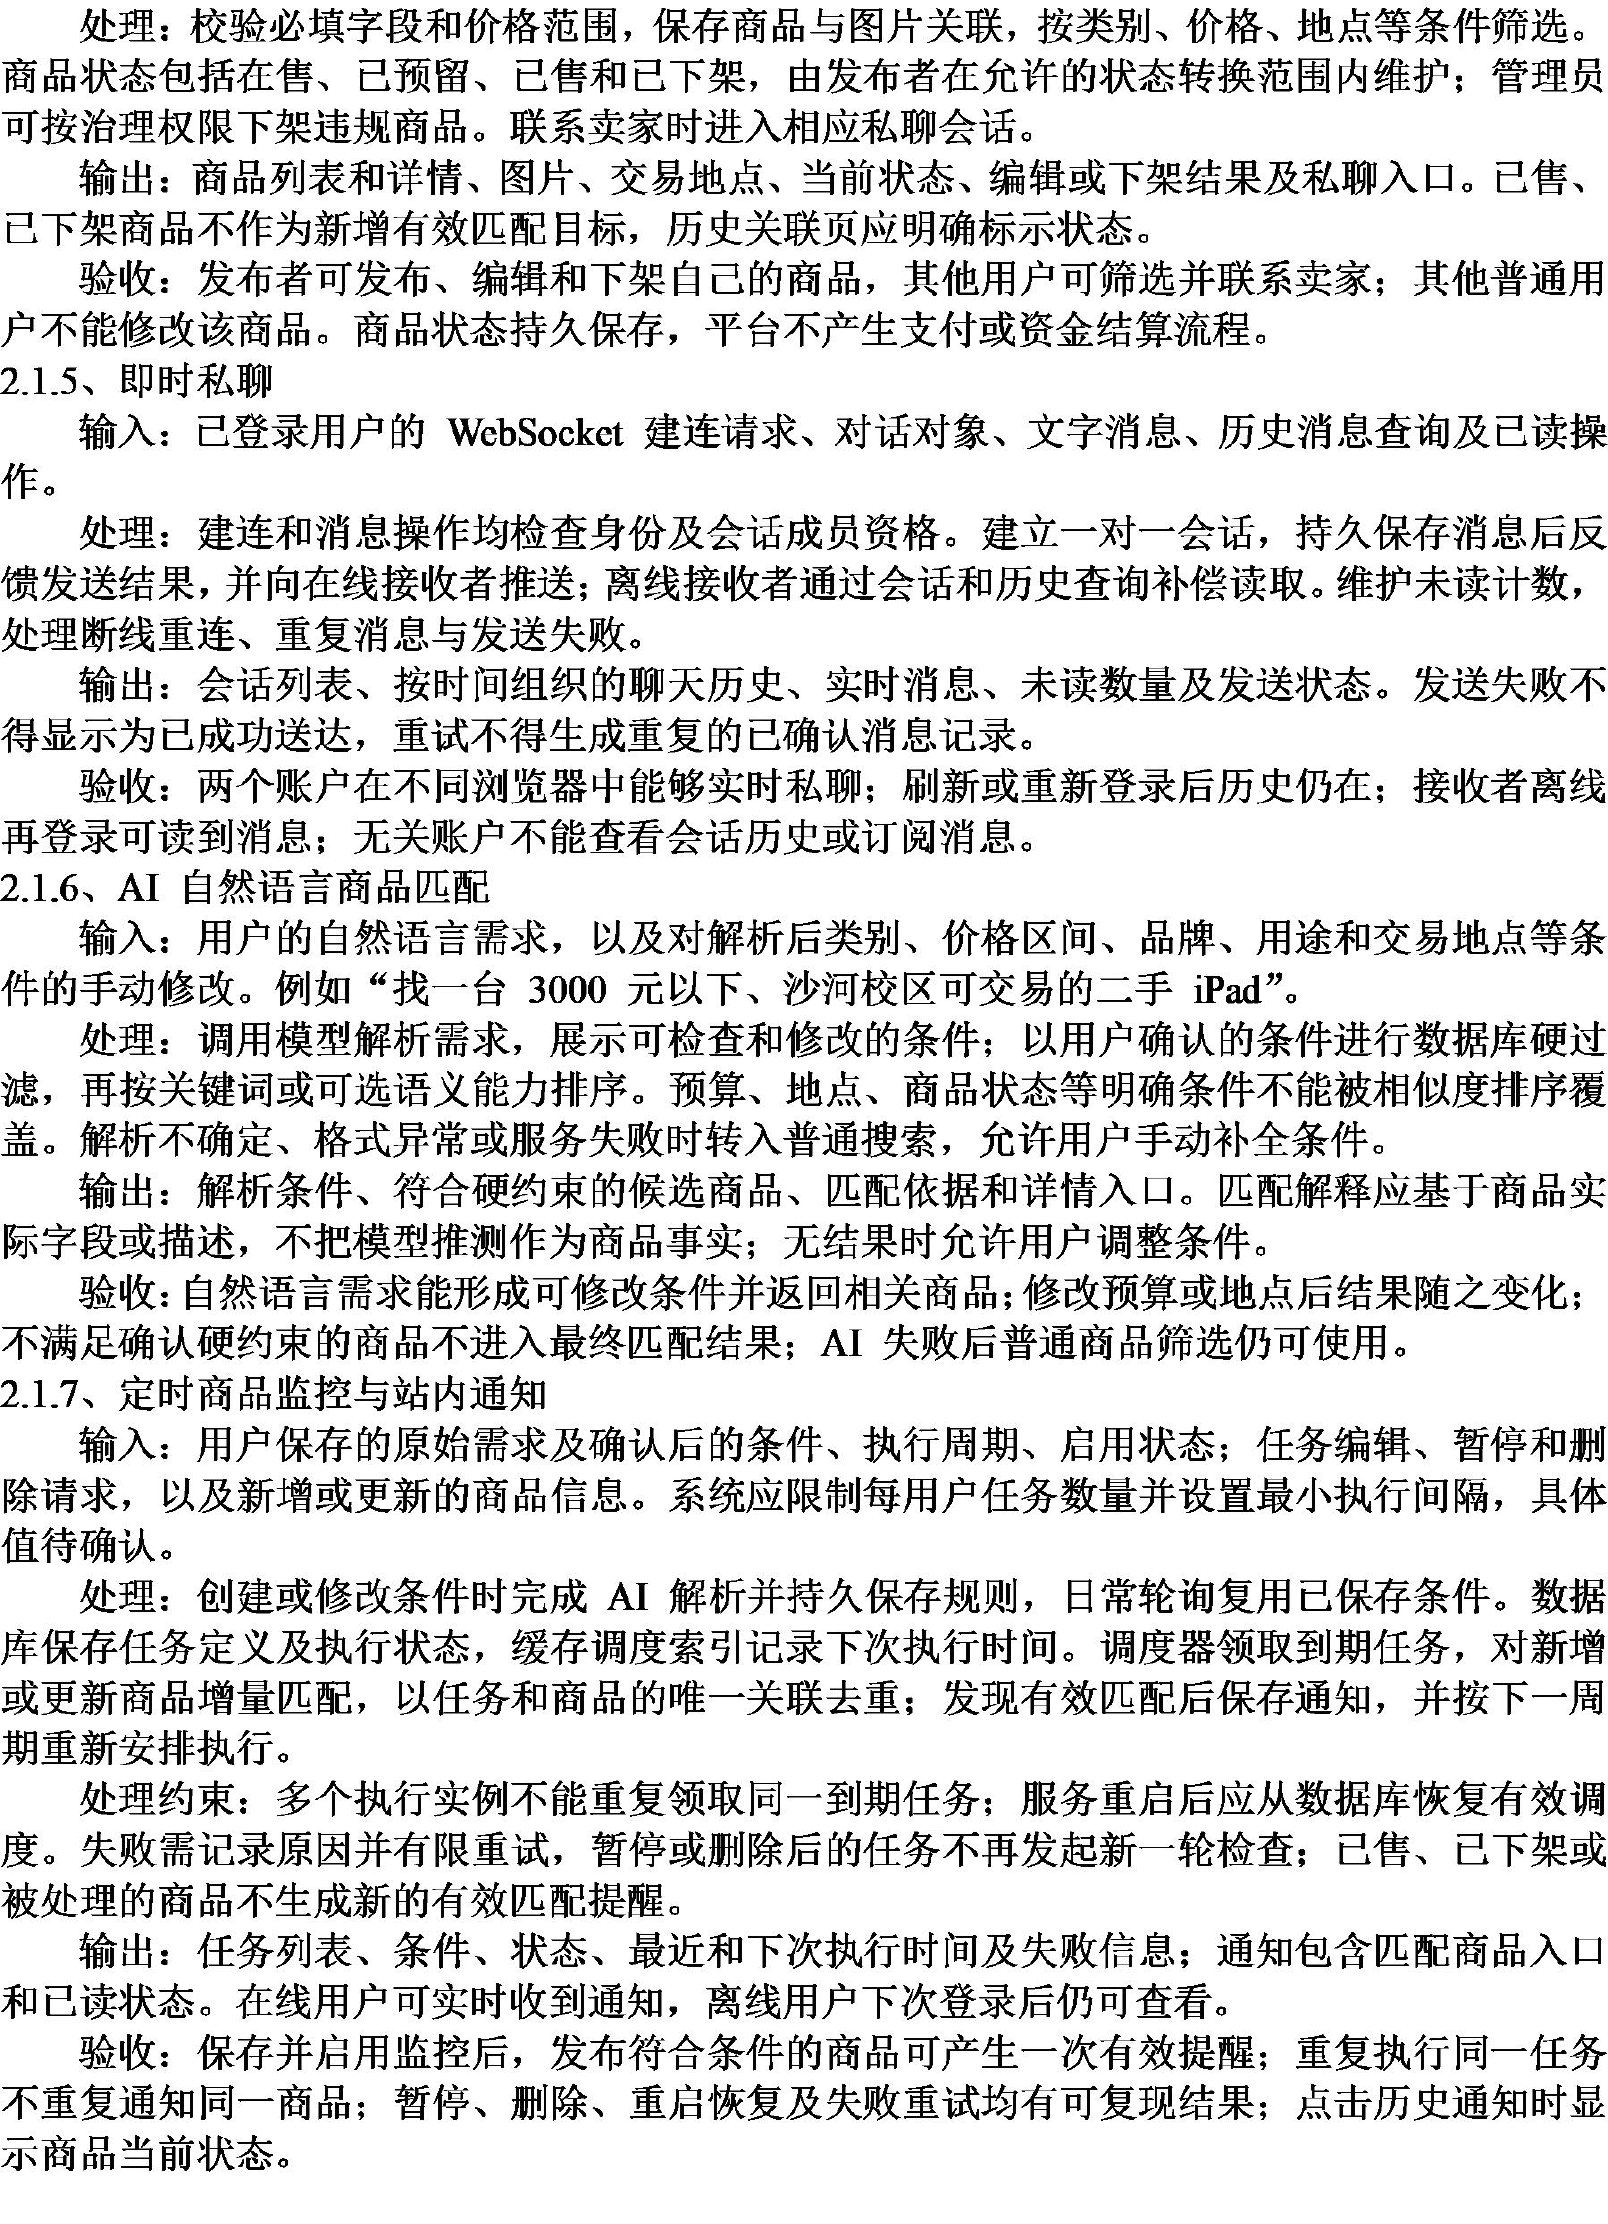 处理：校验必填字段和价格范围，保存商品与图片关联，按类别、价格、地点等条件筛选。
商品状态包括在售、已预留、已售和已下架，由发布者在允许的状态转换范围内维护；管理员
可按治理权限下架违规商品。联系卖家时进入相应私聊会话。
输出：商品列表和详情、图片、交易地点、当前状态、编辑或下架结果及私聊入口。已售、
已下架商品不作为新增有效匹配目标，历史关联页应明确标示状态。
验收：发布者可发布、编辑和下架自己的商品，其他用户可筛选并联系卖家；其他普通用
户不能修改该商品。商品状态持久保存，平台不产生支付或资金结算流程。
2.1.5、即时私聊
输入：已登录用户的 WebSocket 建连请求、对话对象、文字消息、历史消息查询及已读操
作。
处理：建连和消息操作均检查身份及会话成员资格。建立一对一会话，持久保存消息后反
馈发送结果，并向在线接收者推送；离线接收者通过会话和历史查询补偿读取。维护未读计数，
处理断线重连、重复消息与发送失败。
输出：会话列表、按时间组织的聊天历史、实时消息、未读数量及发送状态。发送失败不
得显示为已成功送达，重试不得生成重复的已确认消息记录。
验收：两个账户在不同浏览器中能够实时私聊；刷新或重新登录后历史仍在；接收者离线
再登录可读到消息；无关账户不能查看会话历史或订阅消息。
2.1.6、AI 自然语言商品匹配
输入：用户的自然语言需求，以及对解析后类别、价格区间、品牌、用途和交易地点等条
件的手动修改。例如“找一台 3000 元以下、沙河校区可交易的二手 iPad”。
处理：调用模型解析需求，展示可检查和修改的条件；以用户确认的条件进行数据库硬过
滤，再按关键词或可选语义能力排序。预算、地点、商品状态等明确条件不能被相似度排序覆
盖。解析不确定、格式异常或服务失败时转入普通搜索，允许用户手动补全条件。
输出：解析条件、符合硬约束的候选商品、匹配依据和详情入口。匹配解释应基于商品实
际字段或描述，不把模型推测作为商品事实；无结果时允许用户调整条件。
验收：自然语言需求能形成可修改条件并返回相关商品；修改预算或地点后结果随之变化；
不满足确认硬约束的商品不进入最终匹配结果；AI 失败后普通商品筛选仍可使用。
2.1.7、定时商品监控与站内通知
输入：用户保存的原始需求及确认后的条件、执行周期、启用状态；任务编辑、暂停和删
除请求，以及新增或更新的商品信息。系统应限制每用户任务数量并设置最小执行间隔，具体
值待确认。
处理：创建或修改条件时完成 AI 解析并持久保存规则，日常轮询复用已保存条件。数据
库保存任务定义及执行状态，缓存调度索引记录下次执行时间。调度器领取到期任务，对新增
或更新商品增量匹配，以任务和商品的唯一关联去重；发现有效匹配后保存通知，并按下一周
期重新安排执行。
处理约束：多个执行实例不能重复领取同一到期任务；服务重启后应从数据库恢复有效调
度。失败需记录原因并有限重试，暂停或删除后的任务不再发起新一轮检查；已售、已下架或
被处理的商品不生成新的有效匹配提醒。
输出：任务列表、条件、状态、最近和下次执行时间及失败信息；通知包含匹配商品入口
和已读状态。在线用户可实时收到通知，离线用户下次登录后仍可查看。
验收：保存并启用监控后，发布符合条件的商品可产生一次有效提醒；重复执行同一任务
不重复通知同一商品；暂停、删除、重启恢复及失败重试均有可复现结果；点击历史通知时显
示商品当前状态。